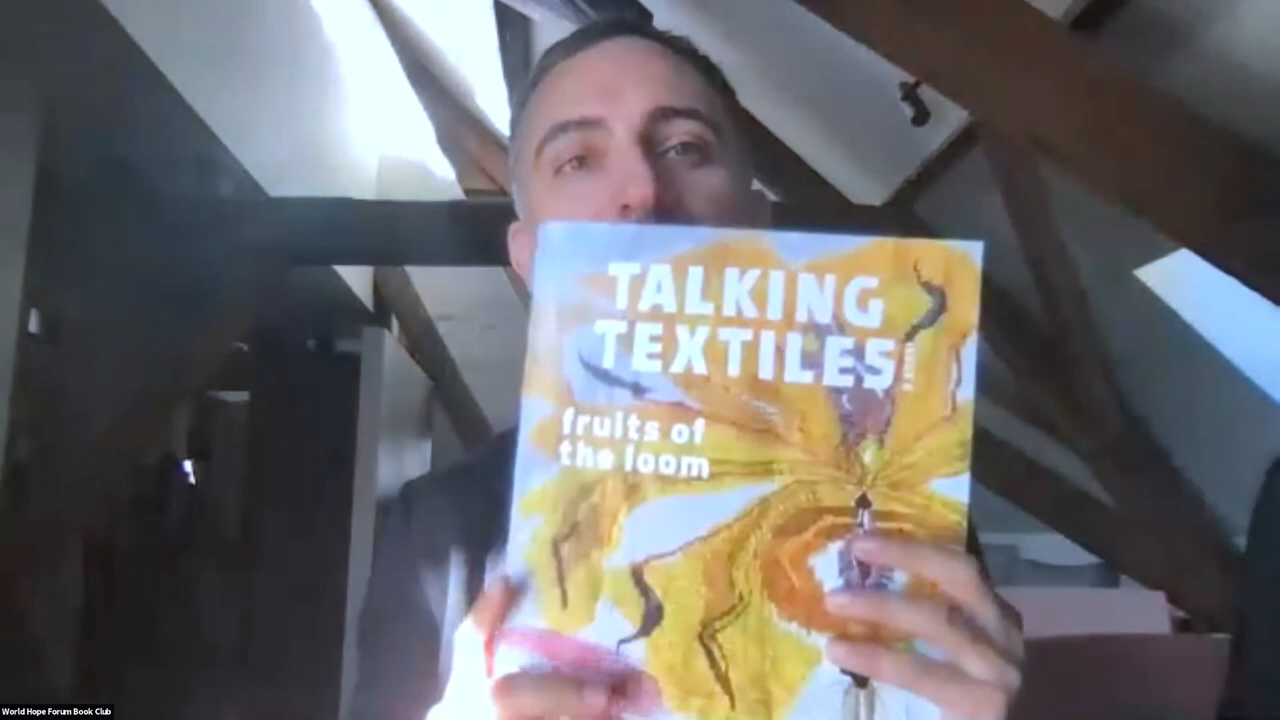 TALKING
TEXTILES
fruits of
the loom
World Hope Forum Book Club